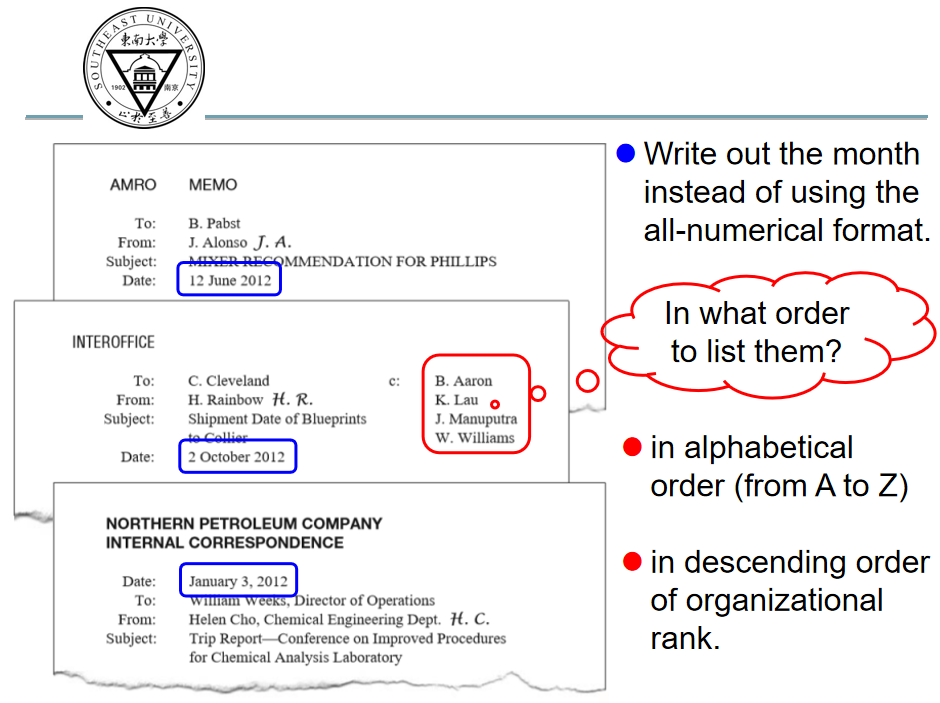 SOUTHEAST UNIVERSITY
東南大學
1902 南京
止於至善
AMRO MEMO
To: B. Pabst
From: J. Alonso J. A.
Subject: MIXER RECOMMENDATION FOR PHILLIPS
Date: 12 June 2012
INTEROFFICE
To: C. Cleveland c: B. Aaron
From: H. Rainbow H. R. K. Lau
Subject: Shipment Date of Blueprints J. Manuputra
to Collier W. Williams
Date: 2 October 2012
NORTHERN PETROLEUM COMPANY
INTERNAL CORRESPONDENCE
Date: January 3, 2012
To: William Weeks, Director of Operations
From: Helen Cho, Chemical Engineering Dept. H. C.
Subject: Trip Report—Conference on Improved Procedures
for Chemical Analysis Laboratory
Write out the month
instead of using the
all-numerical format.
In what order
to list them?
in alphabetical
order (from A to Z)
in descending order
of organizational
rank.